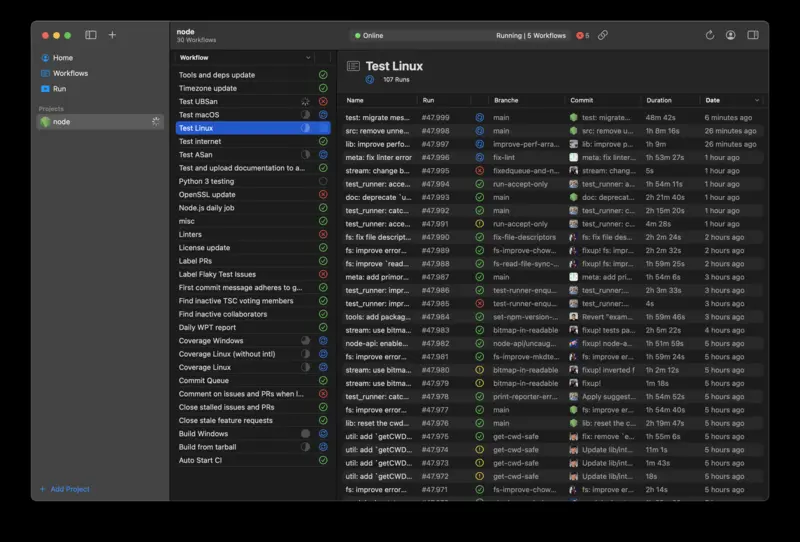 Home
Workflows
Run
Projects
node
Add Project
node
30 Workflows
Workflow
Tools and deps update
Timezone update
Test UBSan
Test macOS
Test Linux
Test internet
Test ASan
Test and upload documentation to a...
Python 3 testing
OpenSSL update
Node.js daily job
misc
Linters
License update
Label PRs
Label Flaky Test Issues
First commit message adheres to g...
Find inactive TSC voting members
Find inactive collaborators
Daily WPT report
Coverage Windows
Coverage Linux (without intl)
Coverage Linux
Commit Queue
Comment on issues and PRs when l...
Close stalled issues and PRs
Close stale feature requests
Build Windows
Build from tarball
Auto Start CI
Online Running | 5 Workflows 6
Test Linux
107 Runs
Name Run Branche Commit Duration Date
test: migrate mes... #47.999 main test: migrate... 48m 42s 6 minutes ago
src: remove unne... #47.998 main src: remove u... 1h 8m 16s 26 minutes ago
lib: improve perfo... #47.997 improve-perf-arra... lib: improve p... 1h 9m 26 minutes ago
meta: fix linter error #47.996 fix-lint meta: fix linter... 1h 53m 27s 1 hour ago
stream: change b... #47.995 fixedqueue-and-n... stream: chang... 5s 1 hour ago
test_runner: acce... #47.994 run-accept-only test_runner: a... 1h 54m 11s 1 hour ago
doc: deprecate `u... #47.993 main doc: deprecat... 2h 21m 40s 1 hour ago
test_runner: catc... #47.992 main test_runner: c... 2h 15m 20s 1 hour ago
test_runner: acce... #47.991 run-accept-only test_runner: c... 4m 28s 1 hour ago
fs: fix file descript... #47.990 fix-file-descriptors fs: fix file des... 2h 2m 24s 2 hours ago
fs: improve error... #47.989 fs-improve-chow... fixup! fs: imp... 2h 2m 32s 2 hours ago
fs: improve `read... #47.988 fs-read-file-sync-... fixup! fs: imp... 1h 59m 25s 2 hours ago
meta: add primor... #47.987 main meta: add pri... 1h 54m 6s 3 hours ago
test_runner: impr... #47.986 test-runner-enqu... test_runner:... 2h 3m 33s 3 hours ago
test_runner: impr... #47.985 test-runner-enqu... test_runner:... 4s 3 hours ago
tools: add packag... #47.984 set-npm-version-... Revert "exam... 1h 59m 46s 3 hours ago
stream: use bitma... #47.983 bitmap-in-readable fixup! tests pa... 2h 5m 22s 4 hours ago
node-api: enable... #47.982 node-api/uncaug... fixup! node-a... 1h 51m 59s 5 hours ago
fs: improve error... #47.981 fs-improve-mkdte... fixup! fs: imp... 1h 59m 24s 5 hours ago
stream: use bitma... #47.980 bitmap-in-readable fixup! inverted f 1h 2m 12s 5 hours ago
stream: use bitma... #47.979 bitmap-in-readable fixup! 1m 18s 5 hours ago
test_runner: catc... #47.978 print-reporter-err... Apply suggest... 1h 54m 52s 5 hours ago
fs: improve error... #47.977 main fs: improve er... 1h 54m 40s 5 hours ago
lib: reset the cwd... #47.976 main lib: reset the c... 2h 19m 47s 5 hours ago
util: add `getCWD... #47.975 get-cwd-safe fix: remove `e... 1h 55m 6s 5 hours ago
util: add `getCWD... #47.974 get-cwd-safe Update lib/int... 11m 1s 5 hours ago
util: add `getCWD... #47.973 get-cwd-safe Update lib/int... 1m 43s 5 hours ago
util: add `getCWD... #47.972 get-cwd-safe Update lib/int... 18s 5 hours ago
fs: improve error... #47.971 fs-improve-chow... fixup! fs: imp... 2h 14s 5 hours ago